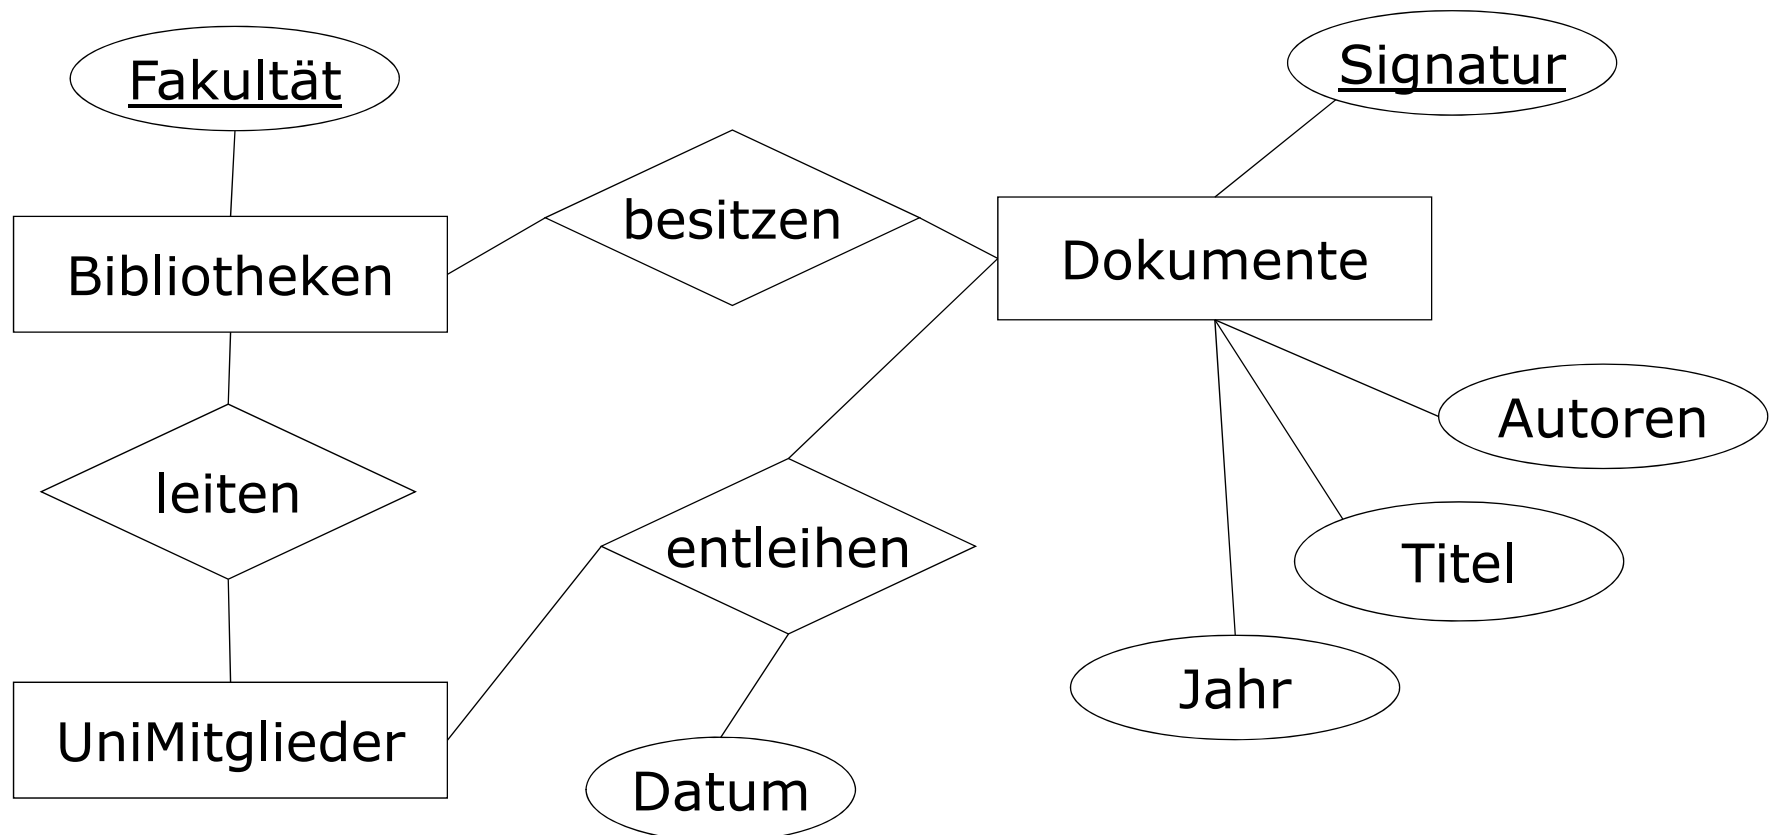 Fakultät
Signatur
besitzen
Bibliotheken
Dokumente
Autoren
leiten
entleihen
Titel
Jahr
UniMitglieder
Datum